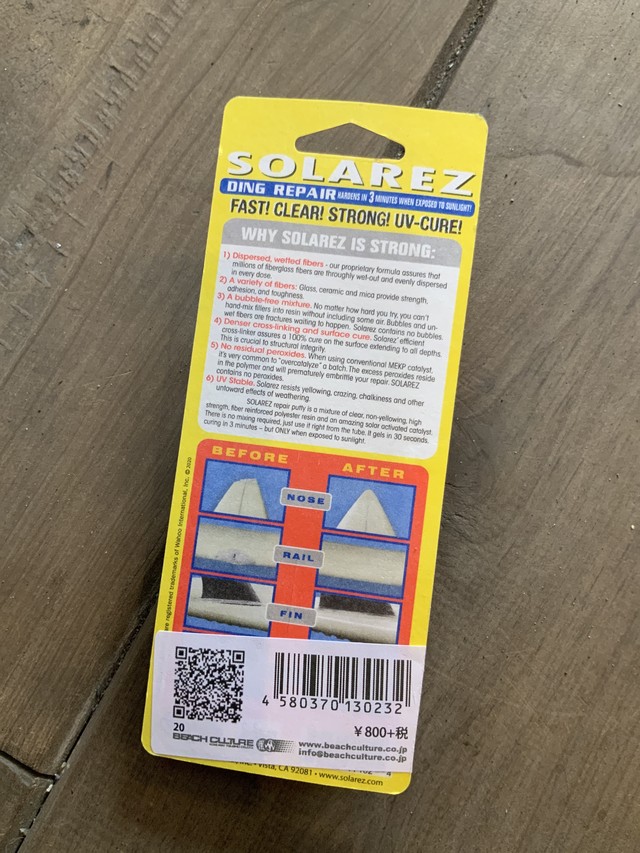 SOLAREZ
DING REPAIR HARDENS IN 3 MINUTES WHEN EXPOSED TO SUNLIGHT!
FAST! CLEAR! STRONG! UV-CURE!
WHY SOLAREZ IS STRONG:
1) Dispersed, wetted fibers - our proprietary formula assures that
millions of fiberglass fibers are throughly wet-out and evenly dispersed
in every dose.
2) A variety of fibers: Glass, ceramic and mica provide strength,
adhesion, and toughness.
3) A bubble-free mixture. No matter how hard you try, you can't
hand-mix fillers into resin without including some air. Bubbles and un-
wet fibers are fractures waiting to happen. Solarez contains no bubbles.
4) Denser cross-linking and surface cure. Solarez' efficient
cross-linker assures a 100% cure on the surface extending to all depths.
This is crucial to structural integrity.
5) No residual peroxides. When using conventional MEKP catalyst,
it's very common to "overcatalyze" a batch. The excess peroxides reside
in the polymer and will prematurely embrittle your repair. SOLAREZ
contains no peroxides.
6) UV Stable. Solarez resists yellowing, crazing, chalkiness and other
untoward effects of weathering.
SOLAREZ repair putty is a mixture of clear, non-yellowing, high
strength, fiber reinforced polyester resin and an amazing solar activated catalyst.
There is no mixing required, just use it right from the tube. It gels in 30 seconds,
curing in 3 minutes – but ONLY when exposed to sunlight.
BEFORE AFTER
NOSE
RAIL
FIN
are registered trademarks of Wahoo International, Inc. © 2020
4 580370 130232
20
¥800+税
BEACH CULTURE
www.beachculture.co.jp
info@beachculture.co.jp
Vista, CA 92081 • www.solarez.com